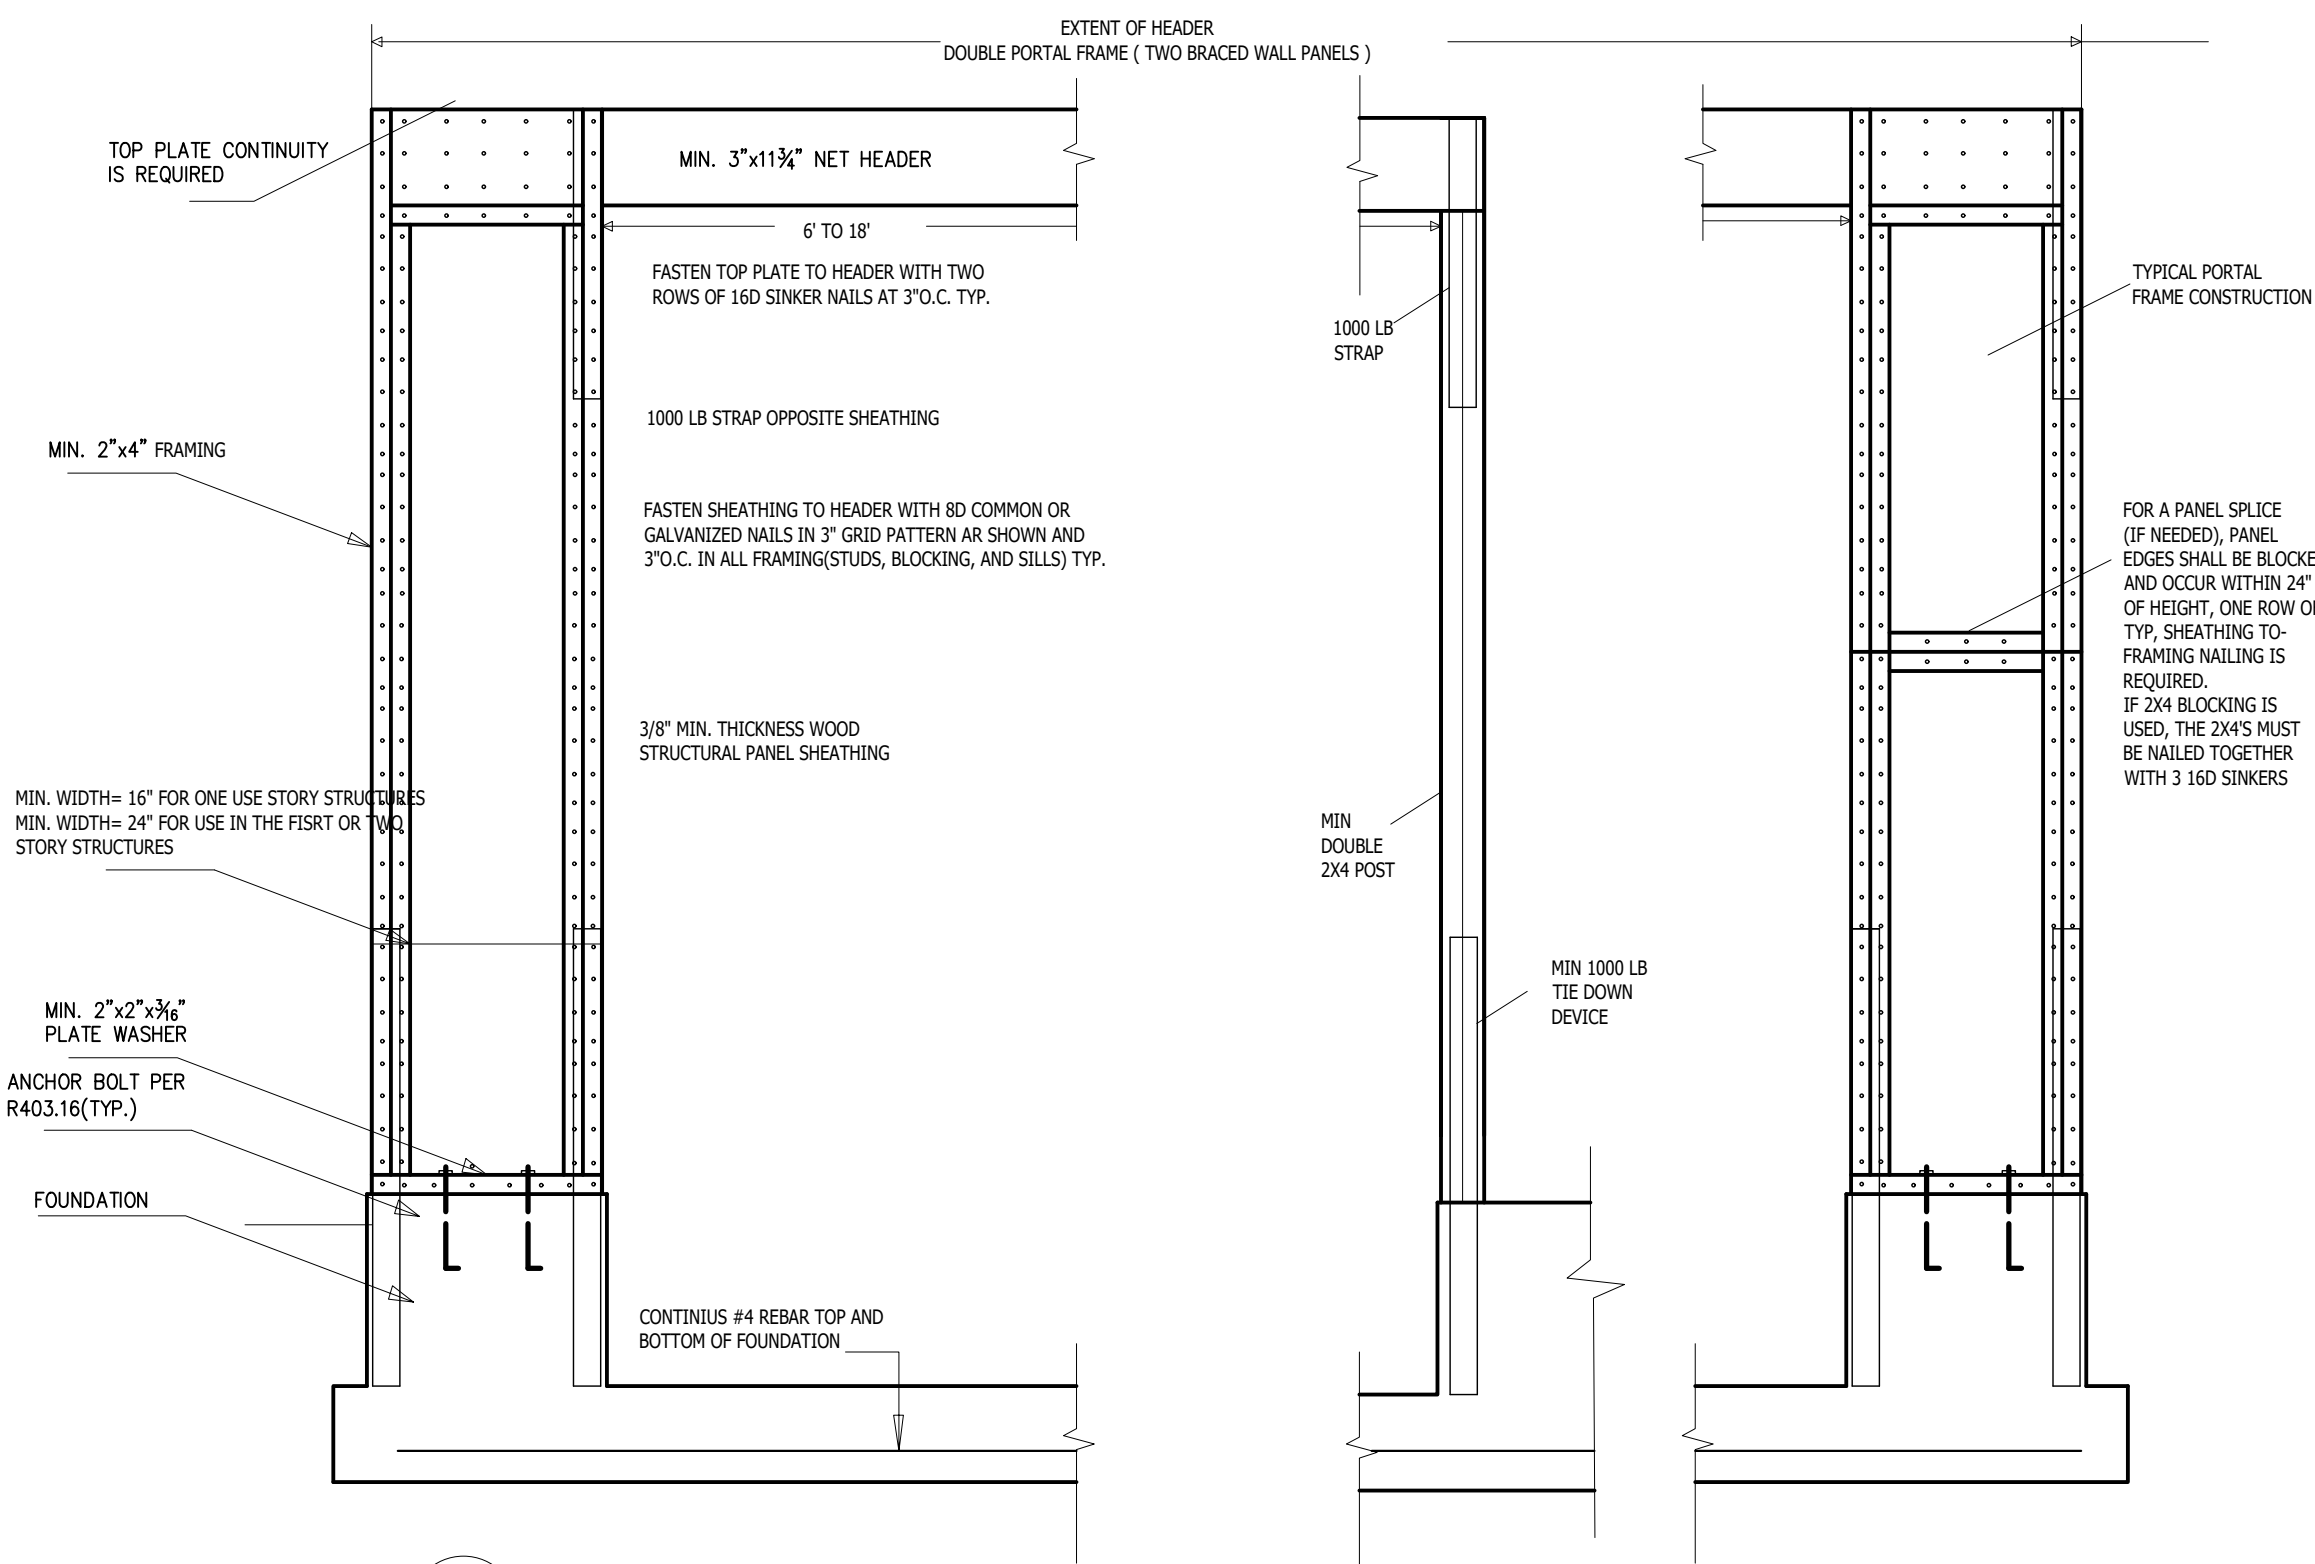 EXTENT OF HEADER
DOUBLE PORTAL FRAME ( TWO BRACED WALL PANELS )
TOP PLATE CONTINUITY
IS REQUIRED
MIN. 3"x11¾" NET HEADER
6' TO 18'
FASTEN TOP PLATE TO HEADER WITH TWO
ROWS OF 16D SINKER NAILS AT 3"O.C. TYP.
1000 LB
STRAP
TYPICAL PORTAL
FRAME CONSTRUCTION
1000 LB STRAP OPPOSITE SHEATHING
MIN. 2"x4" FRAMING
FASTEN SHEATHING TO HEADER WITH 8D COMMON OR
GALVANIZED NAILS IN 3" GRID PATTERN AR SHOWN AND
3"O.C. IN ALL FRAMING(STUDS, BLOCKING, AND SILLS) TYP.
FOR A PANEL SPLICE
(IF NEEDED), PANEL
EDGES SHALL BE BLOCKE
AND OCCUR WITHIN 24"
OF HEIGHT, ONE ROW
TYP, SHEATHING TO-
FRAMING NAILING IS
REQUIRED.
IF 2X4 BLOCKING IS
USED, THE 2X4'S MUST
BE NAILED TOGETHER
WITH 3 16D SINKERS
3/8" MIN. THICKNESS WOOD
STRUCTURAL PANEL SHEATHING
MIN. WIDTH= 16" FOR ONE USE STORY STRUCTURES
MIN. WIDTH= 24" FOR USE IN THE FISRT OR TWO
STORY STRUCTURES
MIN
DOUBLE
2X4 POST
MIN 1000 LB
TIE DOWN
DEVICE
MIN. 2"x2"x3/16"
PLATE WASHER
ANCHOR BOLT PER
R403.16(TYP.)
FOUNDATION
CONTINIUS #4 REBAR TOP AND
BOTTOM OF FOUNDATION